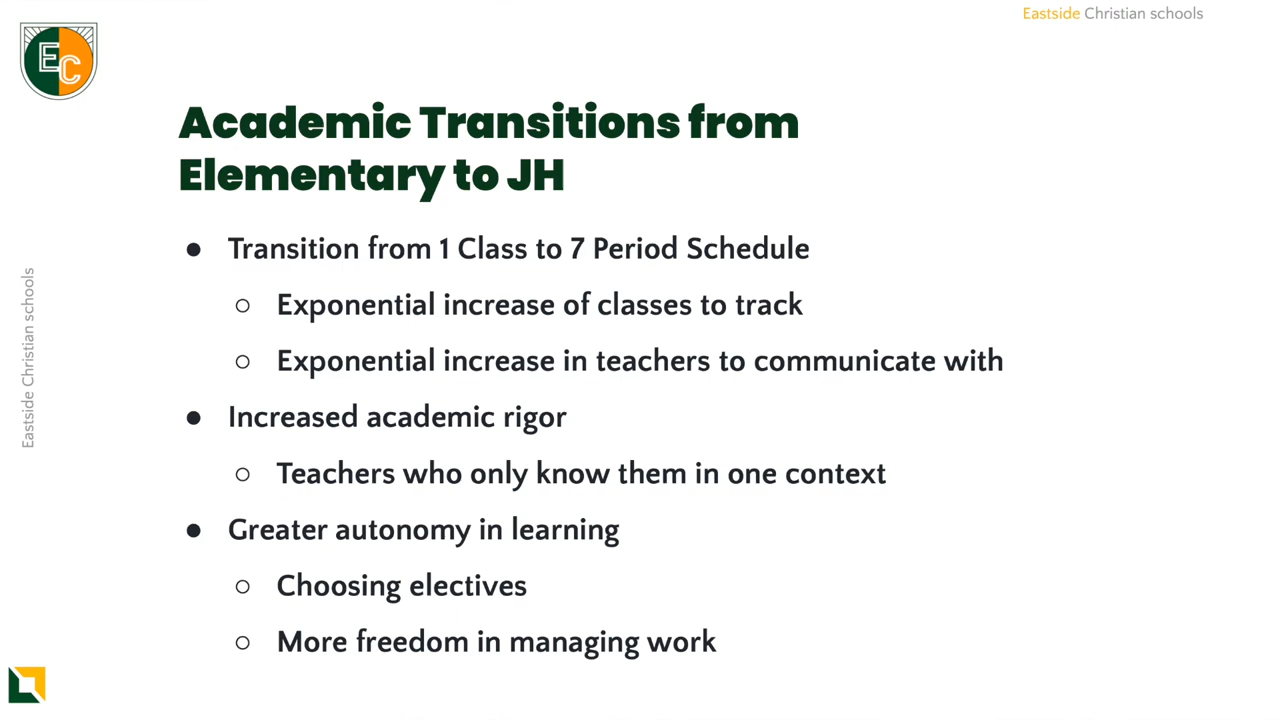 Eastside Christian schools
EC
Academic Transitions from
Elementary to JH
● Transition from 1 Class to 7 Period Schedule
○ Exponential increase of classes to track
○ Exponential increase in teachers to communicate with
● Increased academic rigor
○ Teachers who only know them in one context
● Greater autonomy in learning
○ Choosing electives
○ More freedom in managing work
Eastside Christian schools